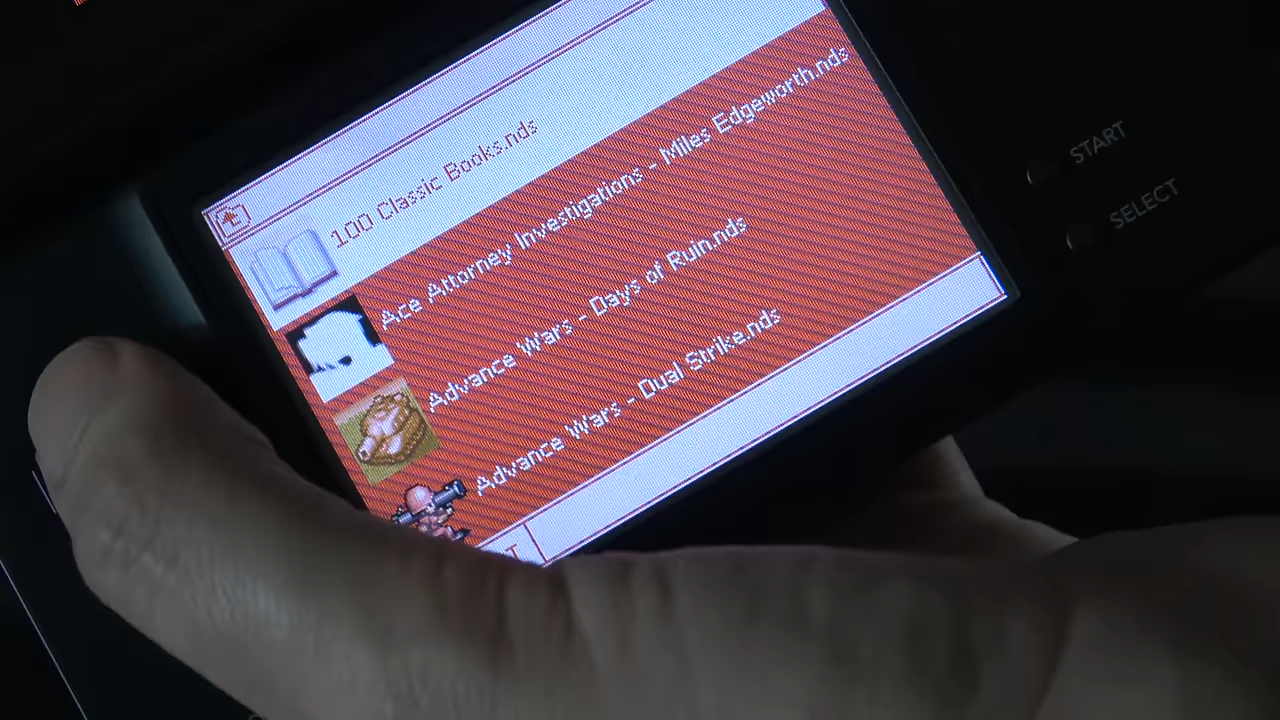 100 Classic Books.nds
Ace Attorney Investigations - Miles Edgeworth.nds
Advance Wars - Days of Ruin.nds
Advance Wars - Dual Strike.nds
START
SELECT